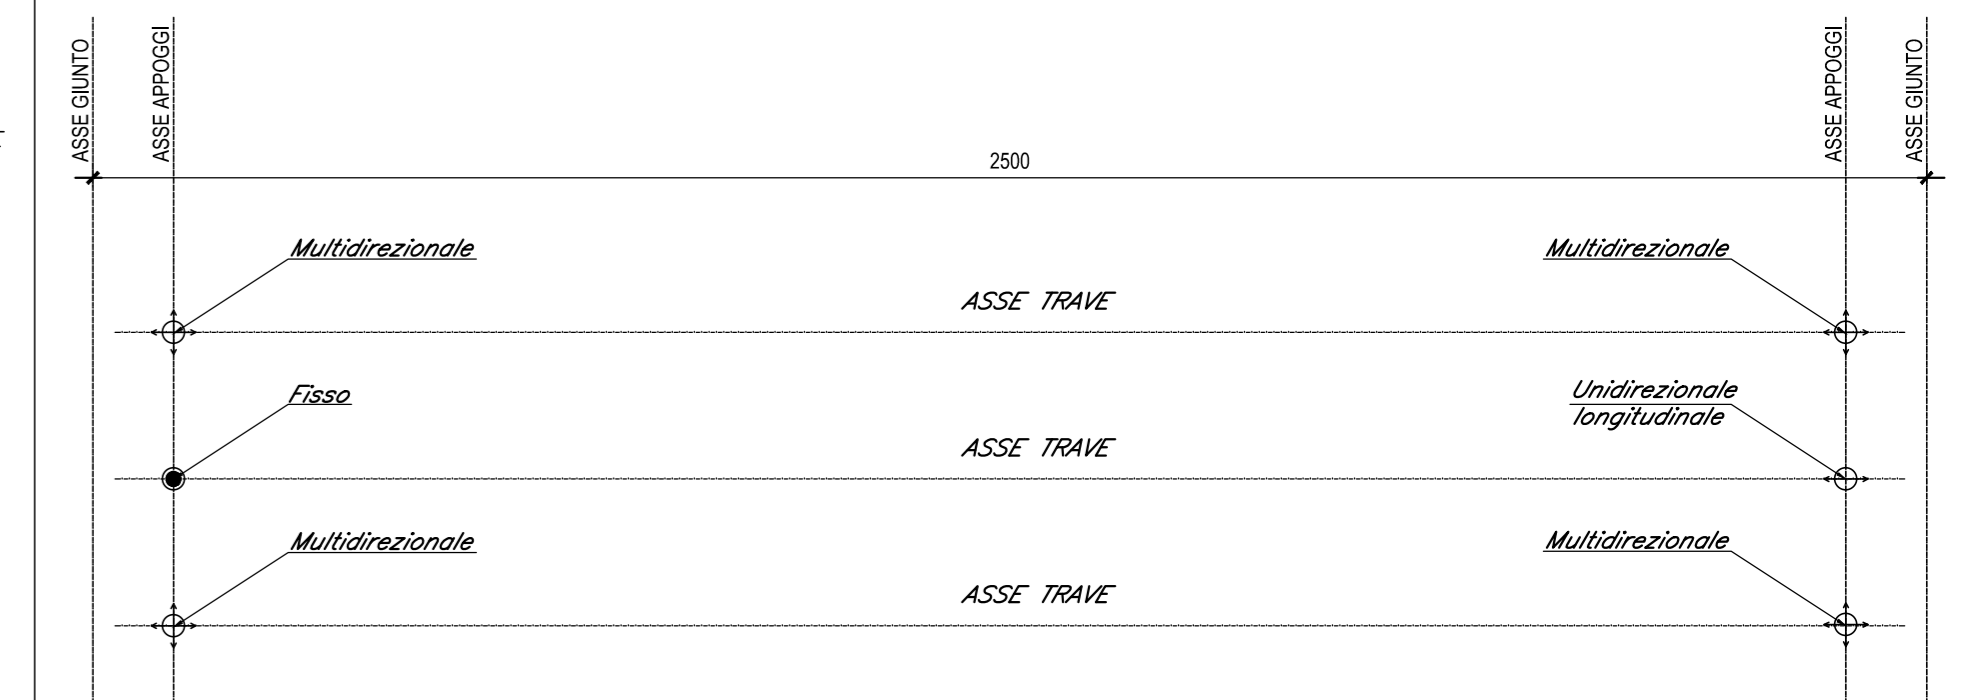 ASSE GIUNTO
ASSE APPOGGI
ASSE APPOGGI
ASSE GIUNTO
2500
Multidirezionale
Multidirezionale
ASSE TRAVE
Fisso
Unidirezionale
longitudinale
ASSE TRAVE
Multidirezionale
Multidirezionale
ASSE TRAVE